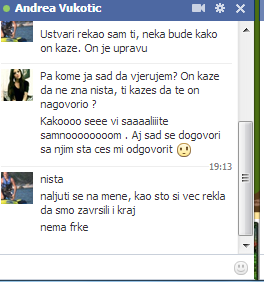 Andrea Vukotic
Ustvari rekao sam ti, neka bude kako
on kaze. On je upravu
Pa kome ja sad da vjerujem? On kaze
da ne zna nista, ti kazes da te on
nagovorio ?
Kakoooo seee vi saaaaliiite
samnoooooooom . Aj sad se dogovori
sa njim sta ces mi odgovorit
19:13
nista
naljuti se na mene, kao sto si vec rekla
da smo zavrsili i kraj
nema frke